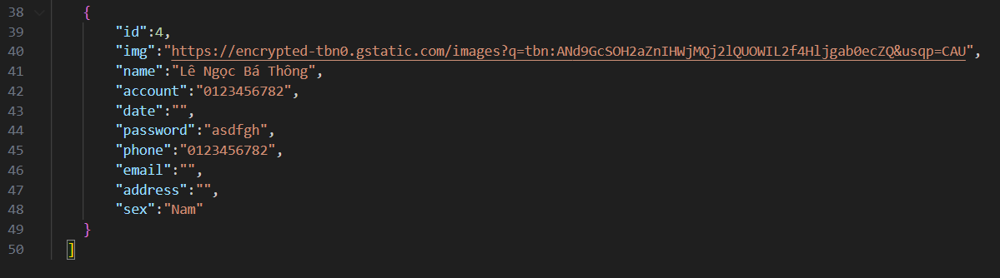 38 {
39 "id":4,
40 "img":"https://encrypted-tbn0.gstatic.com/images?q=tbn:ANd9GcSOH2aZnIHWjMQj2lQUOWIL2f4Hljgab0ecZQ&usqp=CAU",
41 "name":"Lê Ngọc Bá Thông",
42 "account":"0123456782",
43 "date":"",
44 "password":"asdfgh",
45 "phone":"0123456782",
46 "email":"",
47 "address":"",
48 "sex":"Nam"
49 }
50 ]